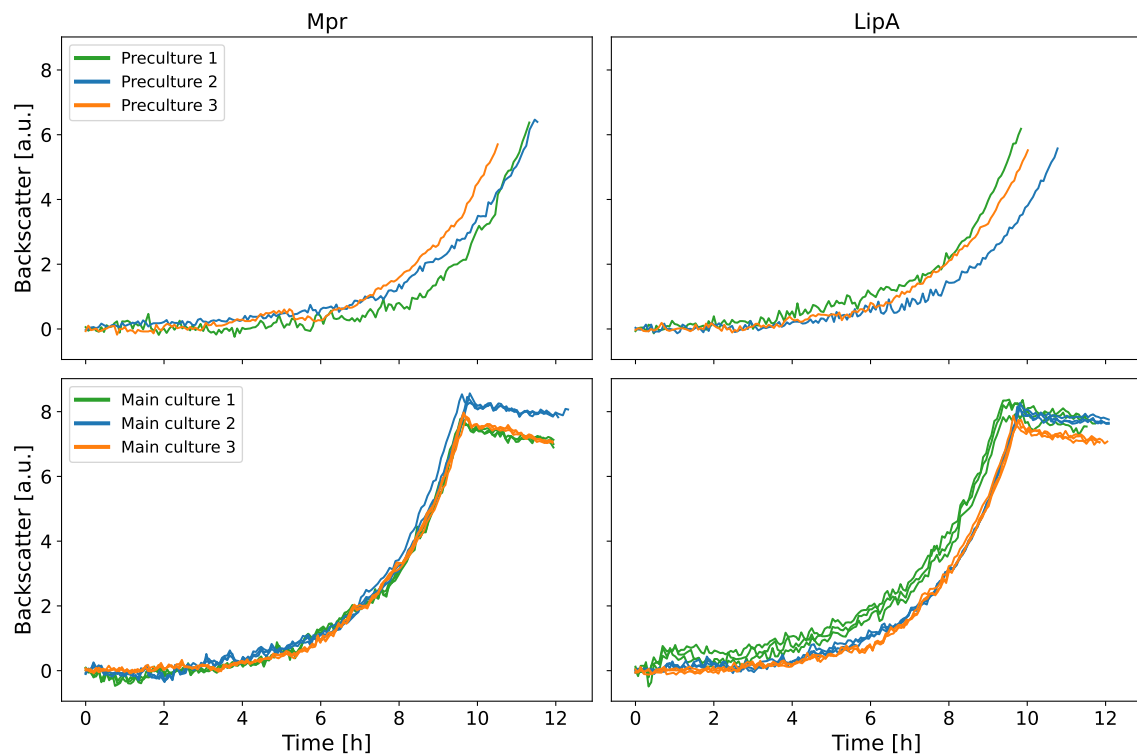 Mpr
LipA
Backscatter [a.u.]
8
6
4
2
0
Preculture 1
Preculture 2
Preculture 3
Backscatter [a.u.]
8
6
4
2
0
Main culture 1
Main culture 2
Main culture 3
0 2 4 6 8 10 12
0 2 4 6 8 10 12
Time [h]
Time [h]